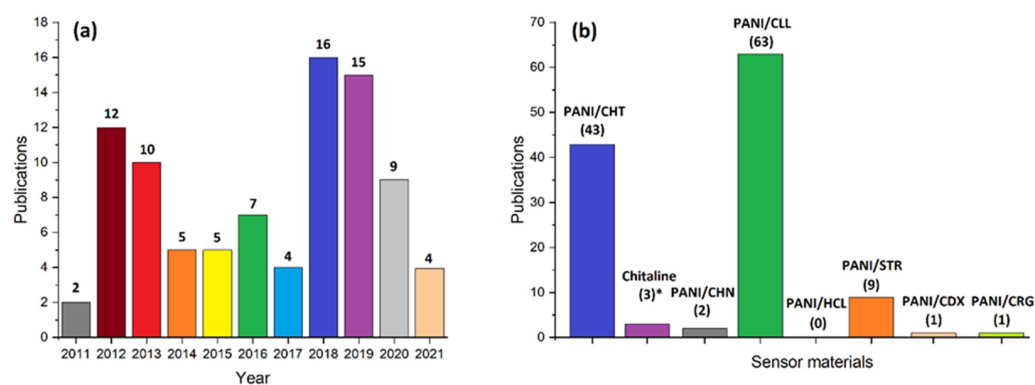 (a)
Publications
18
16
14
12
10
8
6
4
2
0
2
12
10
5
5
7
4
16
15
9
4
2011 2012 2013 2014 2015 2016 2017 2018 2019 2020 2021
Year
(b)
Publications
70
60
50
40
30
20
10
0
PANI/CHT
(43)
Chitaline
(3)*
PANI/CHN
(2)
PANI/CLL
(63)
PANI/HCL
(0)
PANI/STR
(9)
PANI/CDX
(1)
PANI/CRG
(1)
Sensor materials